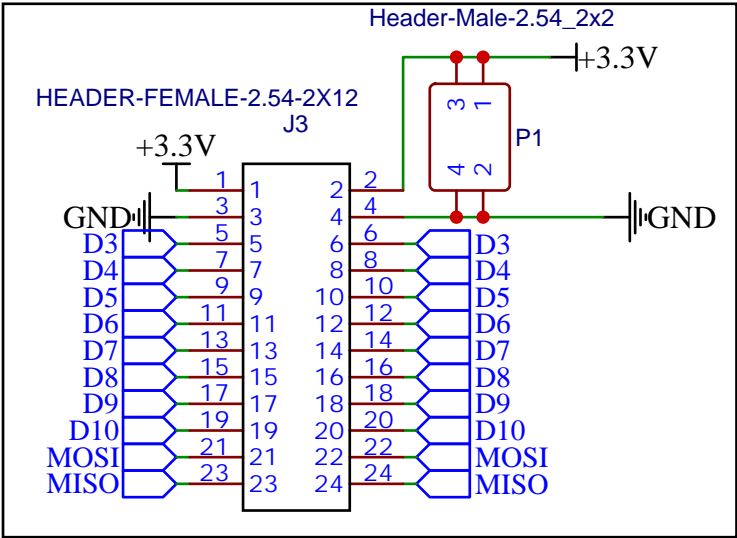 Header-Male-2.54_2x2
+3.3V
HEADER-FEMALE-2.54-2X12
J3
P1
3 1
4 2
+3.3V
1 1 2 2
GND 3 3 4 4 GND
D3 5 5 6 6 D3
D4 7 7 8 8 D4
D5 9 9 10 10 D5
D6 11 11 12 12 D6
D7 13 13 14 14 D7
D8 15 15 16 16 D8
D9 17 17 18 18 D9
D10 19 19 20 20 D10
MOSI 21 21 22 22 MOSI
MISO 23 23 24 24 MISO